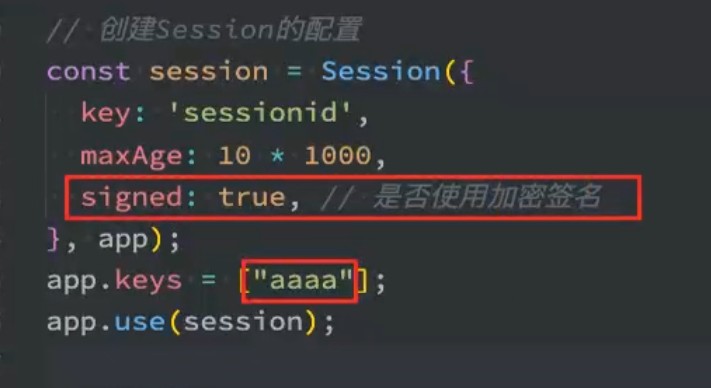 // 创建Session的配置
const session = Session({
key: 'sessionid',
maxAge: 10 * 1000,
signed: true, // 是否使用加密签名
}, app);
app.keys = ["aaaa"];
app.use(session);